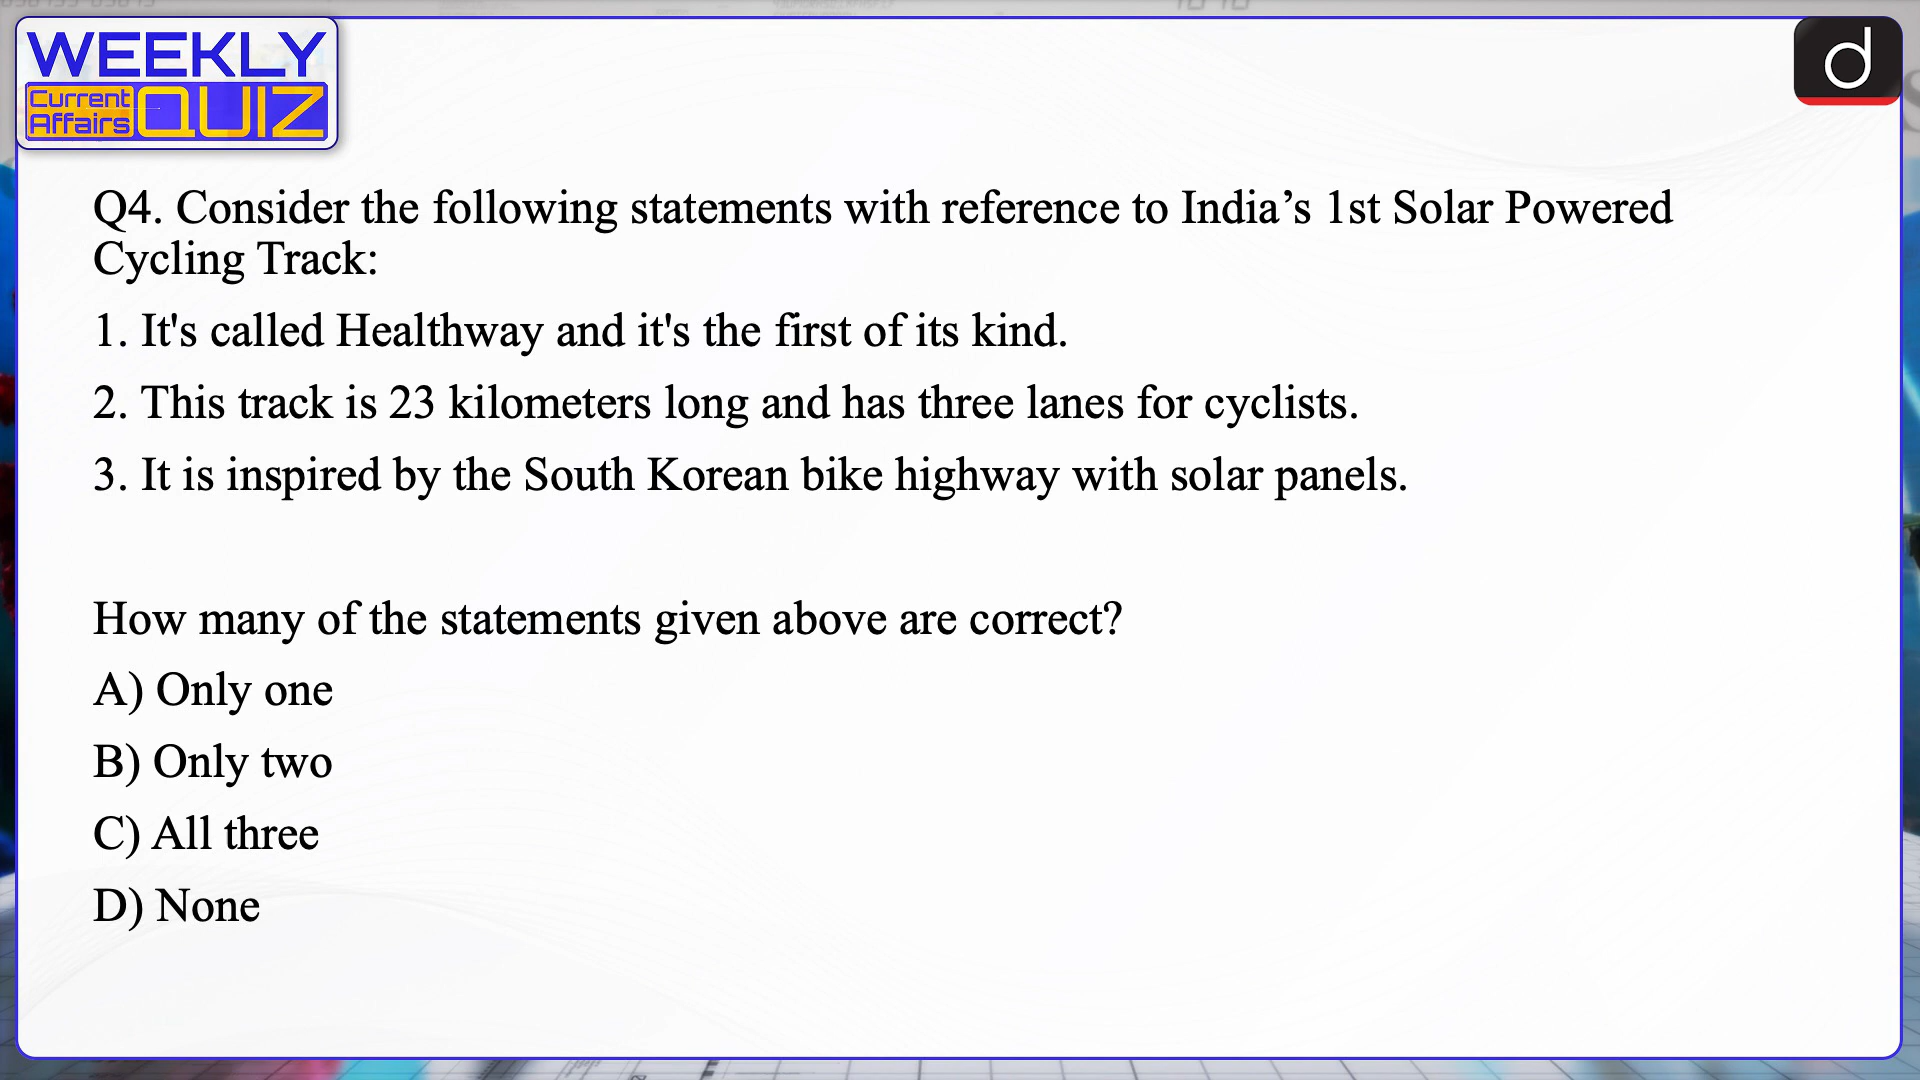 WEEKLY
Current
Affairs
QUIZ
d
Q4. Consider the following statements with reference to India’s 1st Solar Powered
Cycling Track:
1. It's called Healthway and it's the first of its kind.
2. This track is 23 kilometers long and has three lanes for cyclists.
3. It is inspired by the South Korean bike highway with solar panels.
How many of the statements given above are correct?
A) Only one
B) Only two
C) All three
D) None